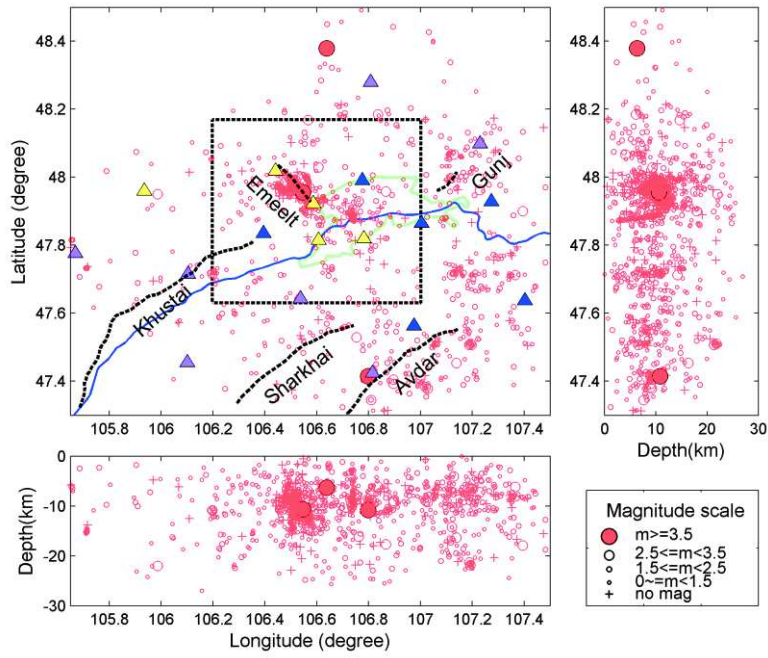 48.4
48.2
48
47.8
47.6
47.4
Latitude (degree)
Emeelt
Gunj
Khustai
Sharkhai
Avdar
105.8 106 106.2 106.4 106.6 106.8 107 107.2 107.4
48.4
48.2
48
47.8
47.6
47.4
0 10 20 30
Depth(km)
0
-10
-20
-30
Depth(km)
105.8 106 106.2 106.4 106.6 106.8 107 107.2 107.4
Longitude (degree)
Magnitude scale
m>=3.5
2.5<=m<3.5
1.5<=m<2.5
0~=m<1.5
no mag